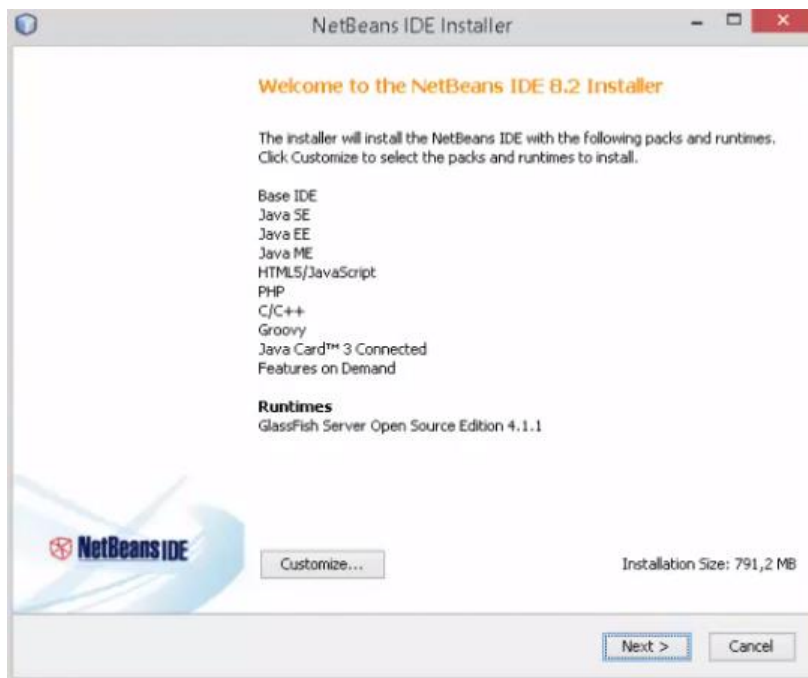 NetBeans IDE Installer
Welcome to the NetBeans IDE 8.2 Installer
The installer will install the NetBeans IDE with the following packs and runtimes.
Click Customize to select the packs and runtimes to install.
Base IDE
Java SE
Java EE
Java ME
HTML5/JavaScript
PHP
C/C++
Groovy
Java Card™ 3 Connected
Features on Demand
Runtimes
GlassFish Server Open Source Edition 4.1.1
NetBeans IDE
Customize...
Installation Size: 791,2 MB
Next >
Cancel